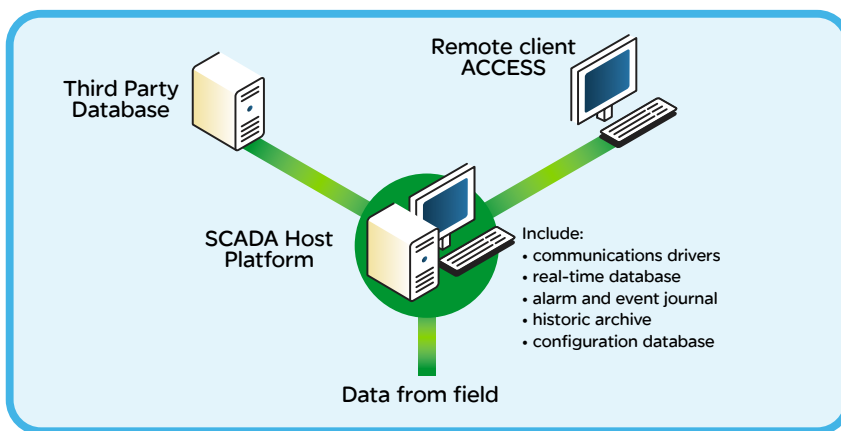 Third Party
Database
Remote client
ACCESS
SCADA Host
Platform
Include:
• communications drivers
• real-time database
• alarm and event journal
• historic archive
• configuration database
Data from field